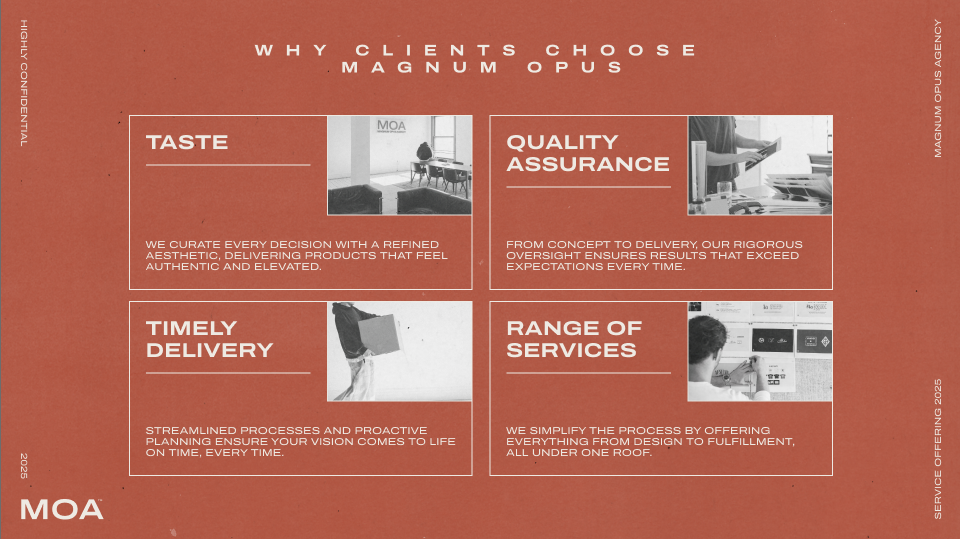 HIGHLY CONFIDENTIAL
WHY CLIENTS CHOOSE
MAGNUM OPUS
MAGNUM OPUS AGENCY
TASTE
MOA
WE CURATE EVERY DECISION WITH A REFINED
AESTHETIC, DELIVERING PRODUCTS THAT FEEL
AUTHENTIC AND ELEVATED.
QUALITY
ASSURANCE
FROM CONCEPT TO DELIVERY, OUR RIGOROUS
OVERSIGHT ENSURES RESULTS THAT EXCEED
EXPECTATIONS EVERY TIME.
TIMELY
DELIVERY
STREAMLINED PROCESSES AND PROACTIVE
PLANNING ENSURE YOUR VISION COMES TO LIFE
ON TIME, EVERY TIME.
RANGE OF
SERVICES
WE SIMPLIFY THE PROCESS BY OFFERING
EVERYTHING FROM DESIGN TO FULFILLMENT,
ALL UNDER ONE ROOF.
2025
MOA™
SERVICE OFFERING 2025